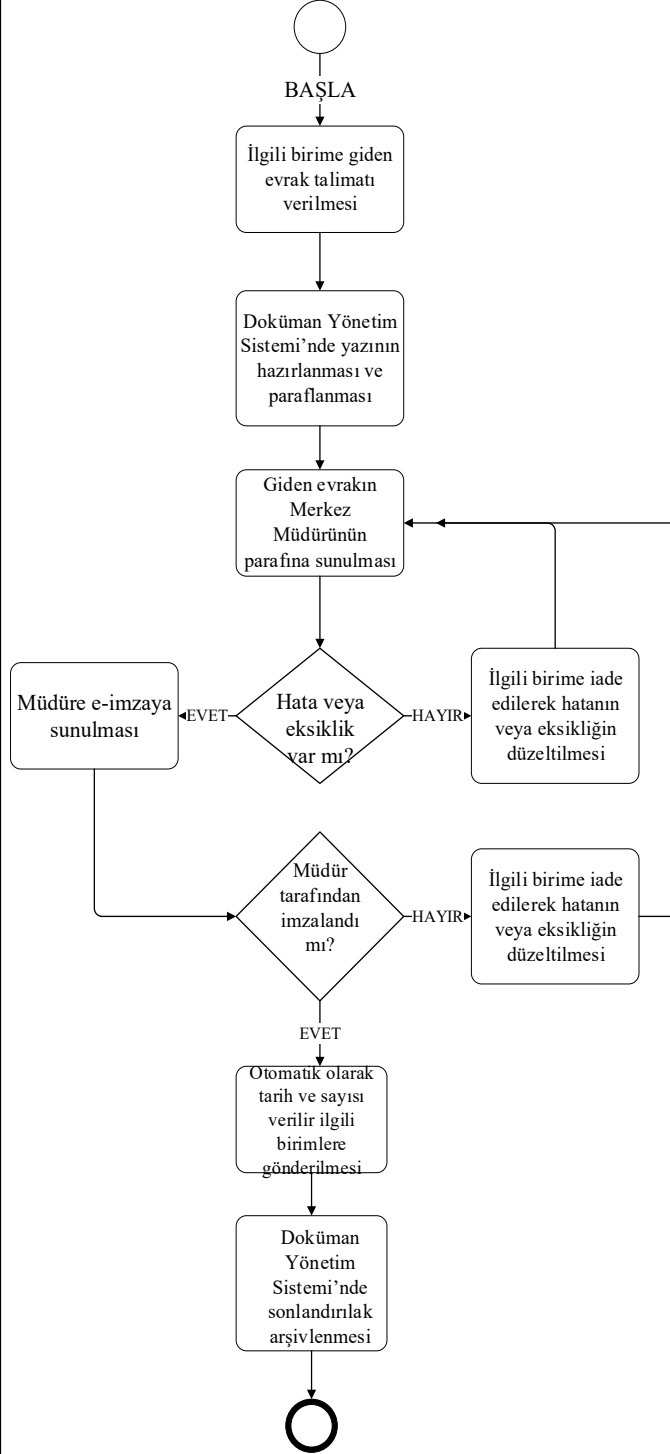 BAŞLA
İlgili birime giden
evrak talimatı
verilmesi
Doküman Yönetim
Sistemi’nde yazının
hazırlanması ve
paraflanması
Giden evrakın
Merkez
Müdürünün
parafına sunulması
Müdüre e-imzaya
sunulması
EVET
Hata veya
eksiklik
var mı?
HAYIR
İlgili birime iade
edilerek hatanın
veya eksikliğin
düzeltilmesi
Müdür
tarafından
imzalandı
mı?
HAYIR
İlgili birime iade
edilerek hatanın
veya eksikliğin
düzeltilmesi
EVET
Otomatik olarak
tarih ve sayısı
verilir ilgili
birimlere
gönderilmesi
Doküman
Yönetim
Sistemi’nde
sonlandırılak
arşivlenmesi